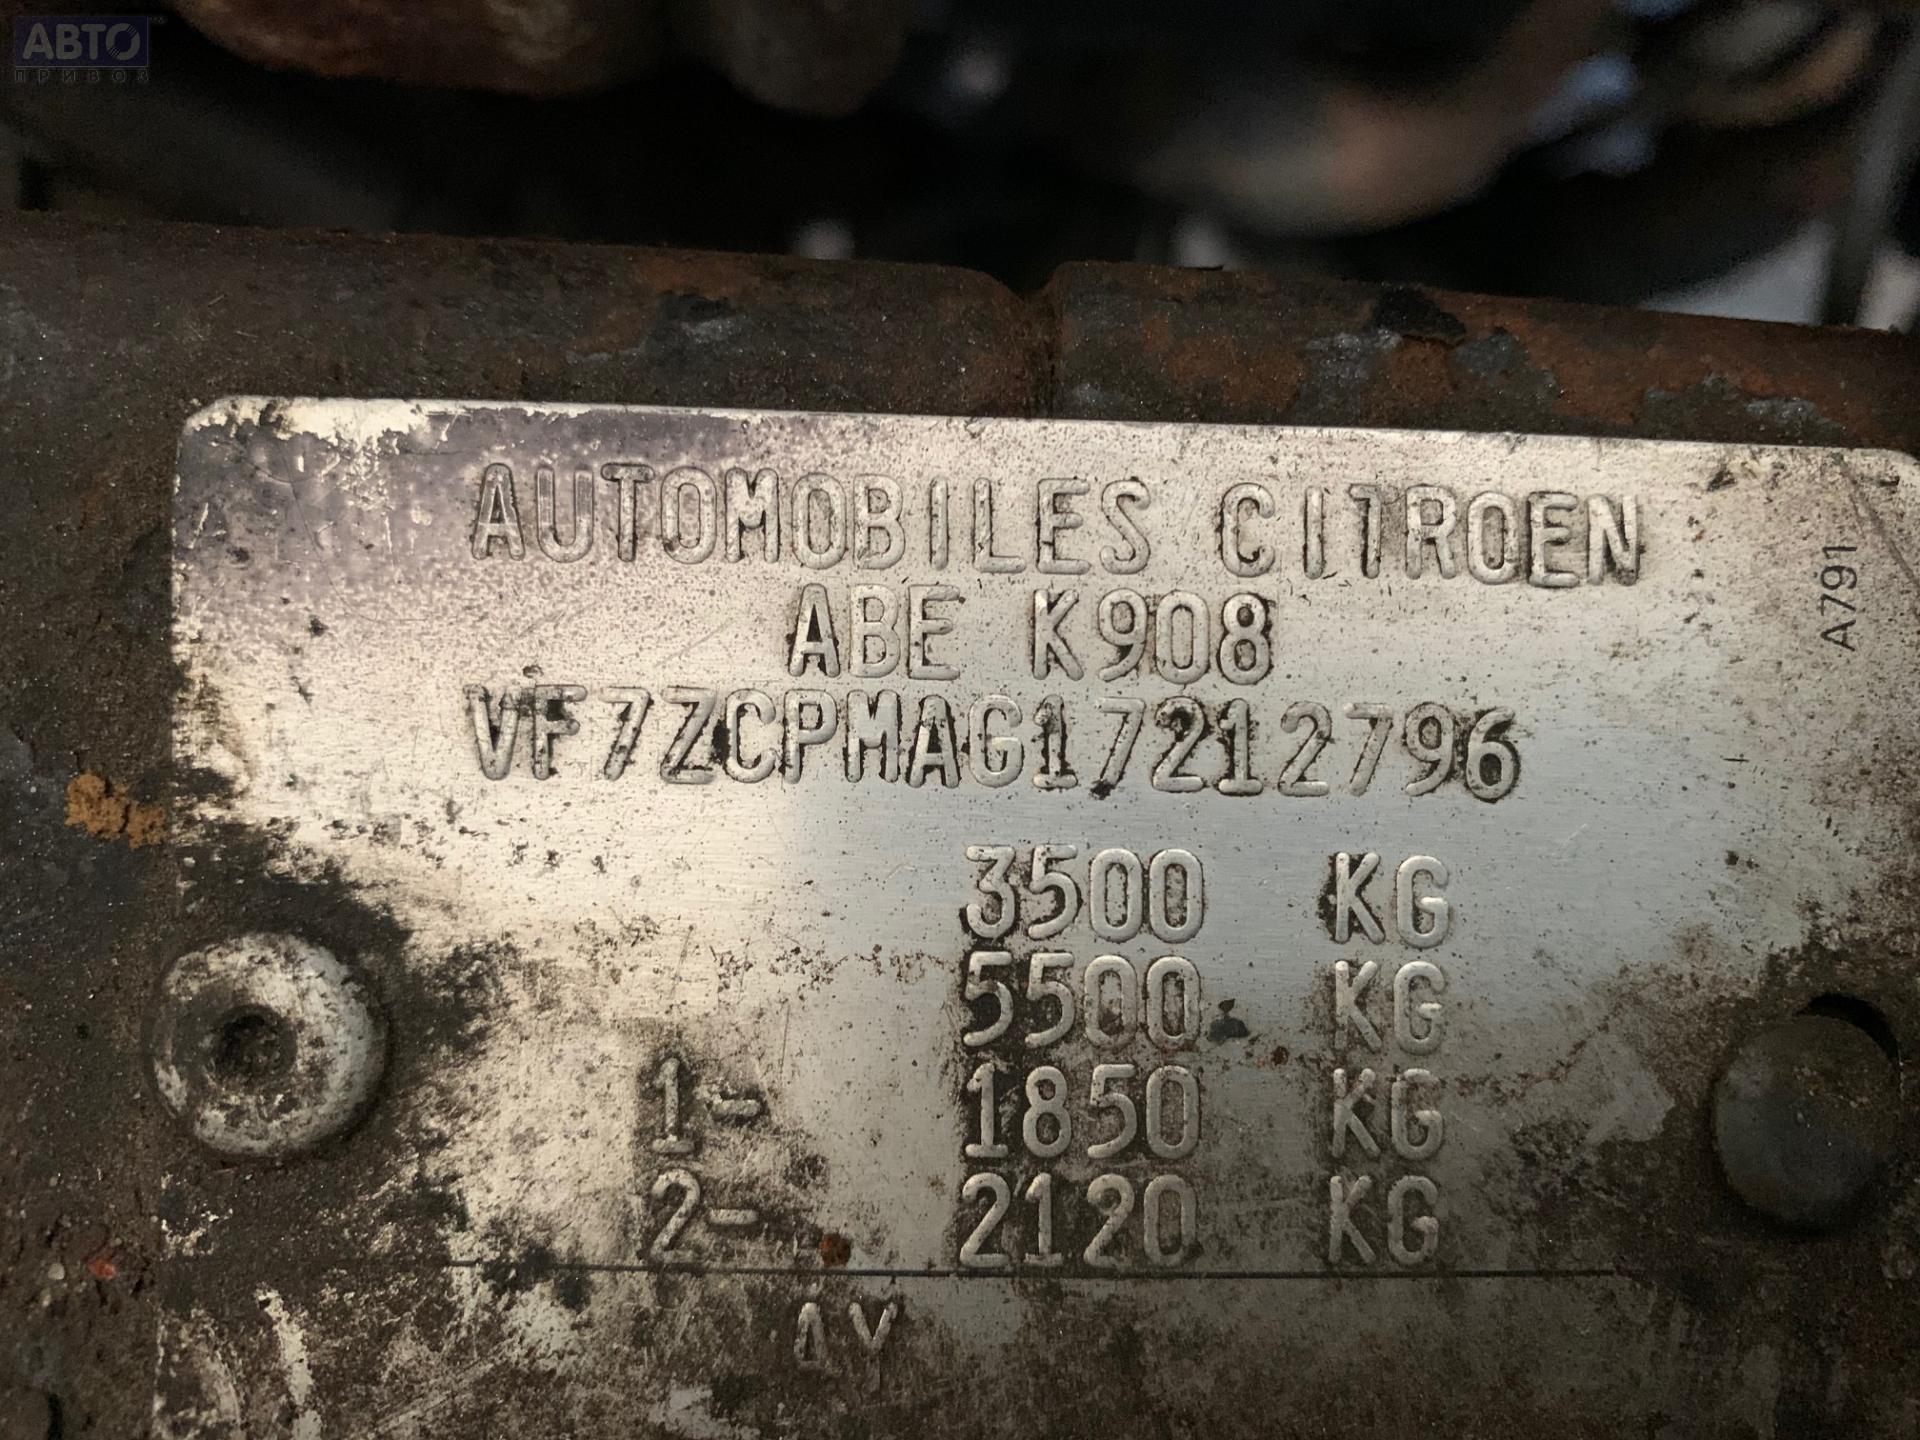 АВТО
ПРИВОЗ
AUTOMOBILES CITROEN
ABE K908
VF7ZCPMAG17212796
A791
3500 KG
5500 KG
1- 1850 KG
2- 2120 KG